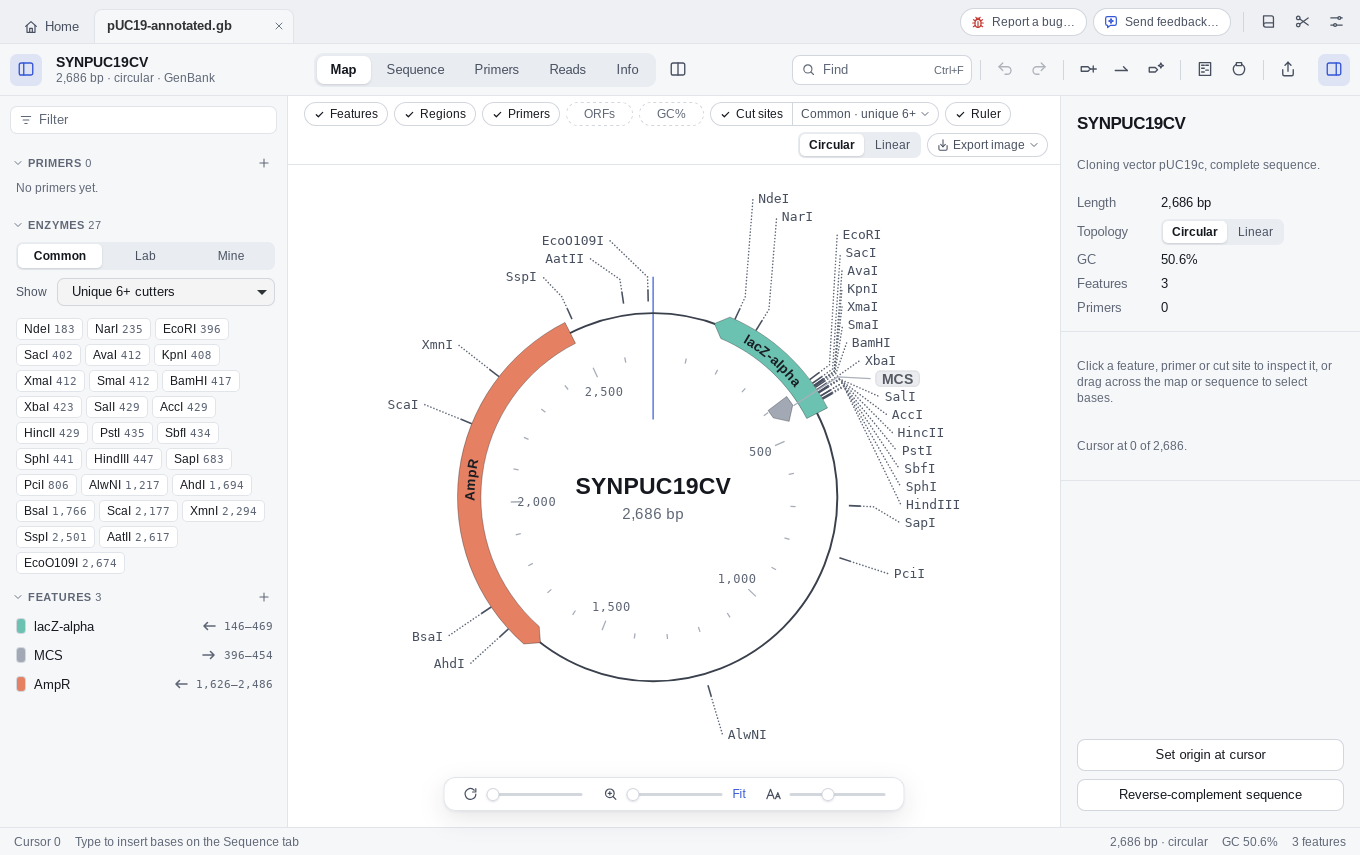 Home
pUC19-annotated.gb
Report a bug…
Send feedback…
SYNPUC19CV
2,686 bp · circular · GenBank
Map
Sequence
Primers
Reads
Info
Find
Ctrl+F
Filter
PRIMERS 0
No primers yet.
ENZYMES 27
Common
Lab
Mine
Show
Unique 6+ cutters
NdeI 183
NarI 235
EcoRI 396
SacI 402
AvaI 412
KpnI 408
XmaI 412
SmaI 412
BamHI 417
XbaI 423
SalI 429
AccI 429
HincII 429
PstI 435
SbfI 434
SphI 441
HindIII 447
SapI 683
PciI 806
AlwNI 1,217
AhdI 1,694
BsaI 1,766
ScaI 2,177
XmnI 2,294
SspI 2,501
AatII 2,617
EcoO109I 2,674
FEATURES 3
lacZ-alpha
146–469
MCS
396–454
AmpR
1,626–2,486
Features
Regions
Primers
ORFs
GC%
Cut sites
Common · unique 6+
Ruler
Circular
Linear
Export image
NdeI
NarI
EcoO109I
EcoRI
AatII
SacI
SspI
AvaI
KpnI
XmaI
SmaI
XmnI
BamHI
XbaI
MCS
ScaI
SalI
AccI
HincII
PstI
SbfI
SphI
HindIII
SapI
PciI
BsaI
AhdI
AlwNI
lacZ-alpha
AmpR
2,500
500
2,000
1,000
1,500
SYNPUC19CV
2,686 bp
Fit
SYNPUC19CV
Cloning vector pUC19c, complete sequence.
Length
2,686 bp
Topology
Circular
Linear
GC
50.6%
Features
3
Primers
0
Click a feature, primer or cut site to inspect it, or
drag across the map or sequence to select
bases.
Cursor at 0 of 2,686.
Set origin at cursor
Reverse-complement sequence
Cursor 0
Type to insert bases on the Sequence tab
2,686 bp · circular
GC 50.6%
3 features